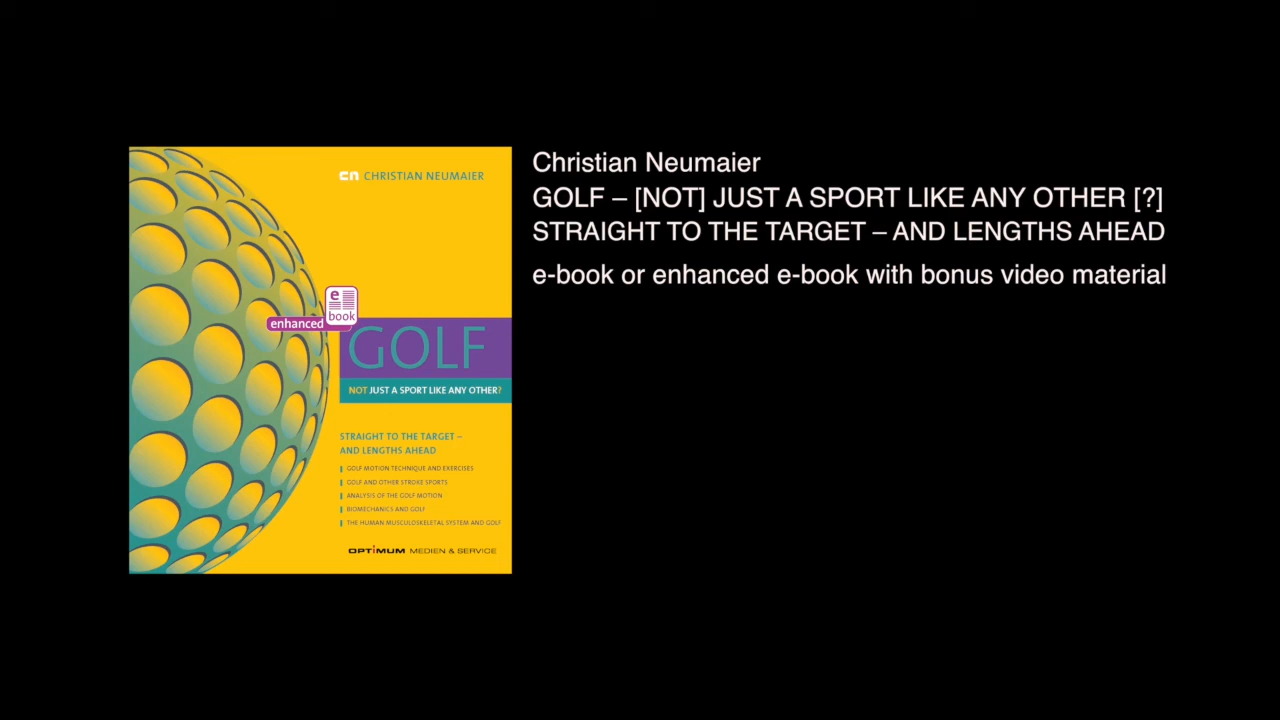 cn CHRISTIAN NEUMAIER
enhanced
e
book
GOLF
NOT JUST A SPORT LIKE ANY OTHER?
STRAIGHT TO THE TARGET –
AND LENGTHS AHEAD
GOLF MOTION TECHNIQUE AND EXERCISES
GOLF AND OTHER STROKE SPORTS
ANALYSIS OF THE GOLF MOTION
BIOMECHANICS AND GOLF
THE HUMAN MUSCULOSKELETAL SYSTEM AND GOLF
OPTIMUM MEDIEN & SERVICE
Christian Neumaier
GOLF – [NOT] JUST A SPORT LIKE ANY OTHER [?]
STRAIGHT TO THE TARGET – AND LENGTHS AHEAD
e-book or enhanced e-book with bonus video material